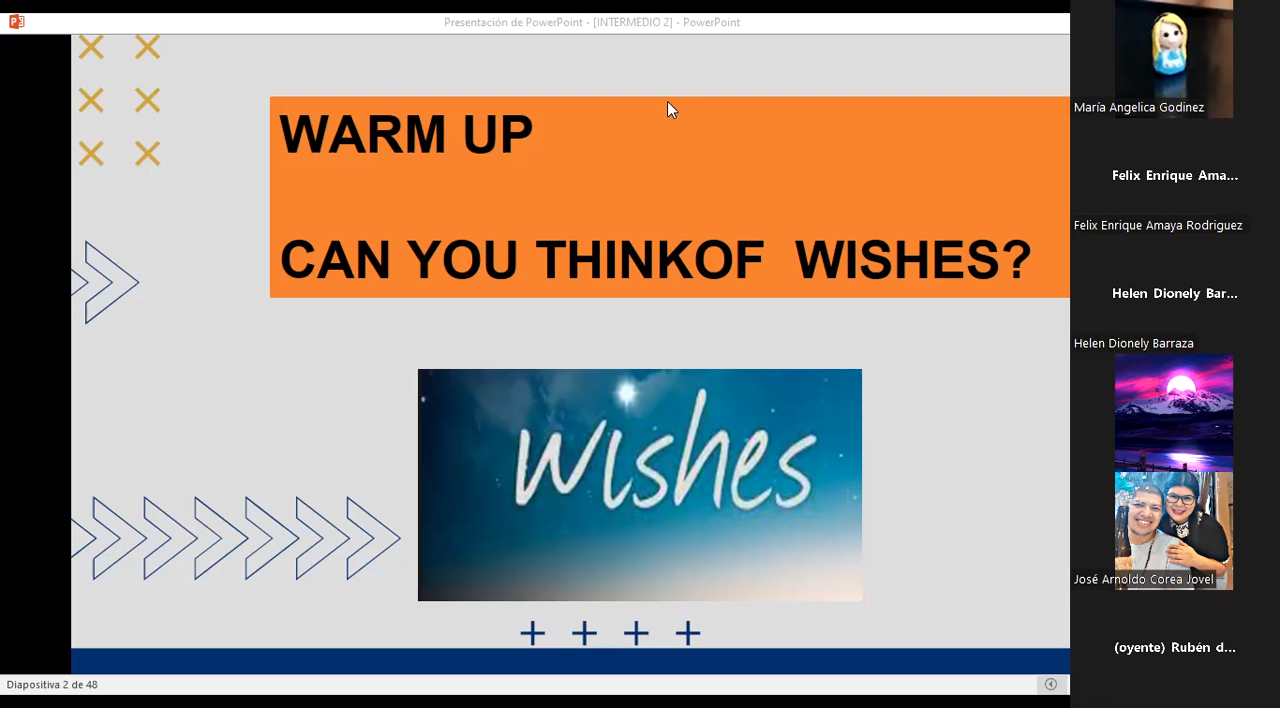 Presentación de PowerPoint - [INTERMEDIO 2] - PowerPoint
WARM UP
CAN YOU THINKOF WISHES?
wishes
Diapositiva 2 de 48
María Angelica Godinez
Felix Enrique Ama...
Felix Enrique Amaya Rodriguez
Helen Dionely Bar...
Helen Dionely Barraza
José Arnoldo Corea Jovel
(oyente) Rubén d...